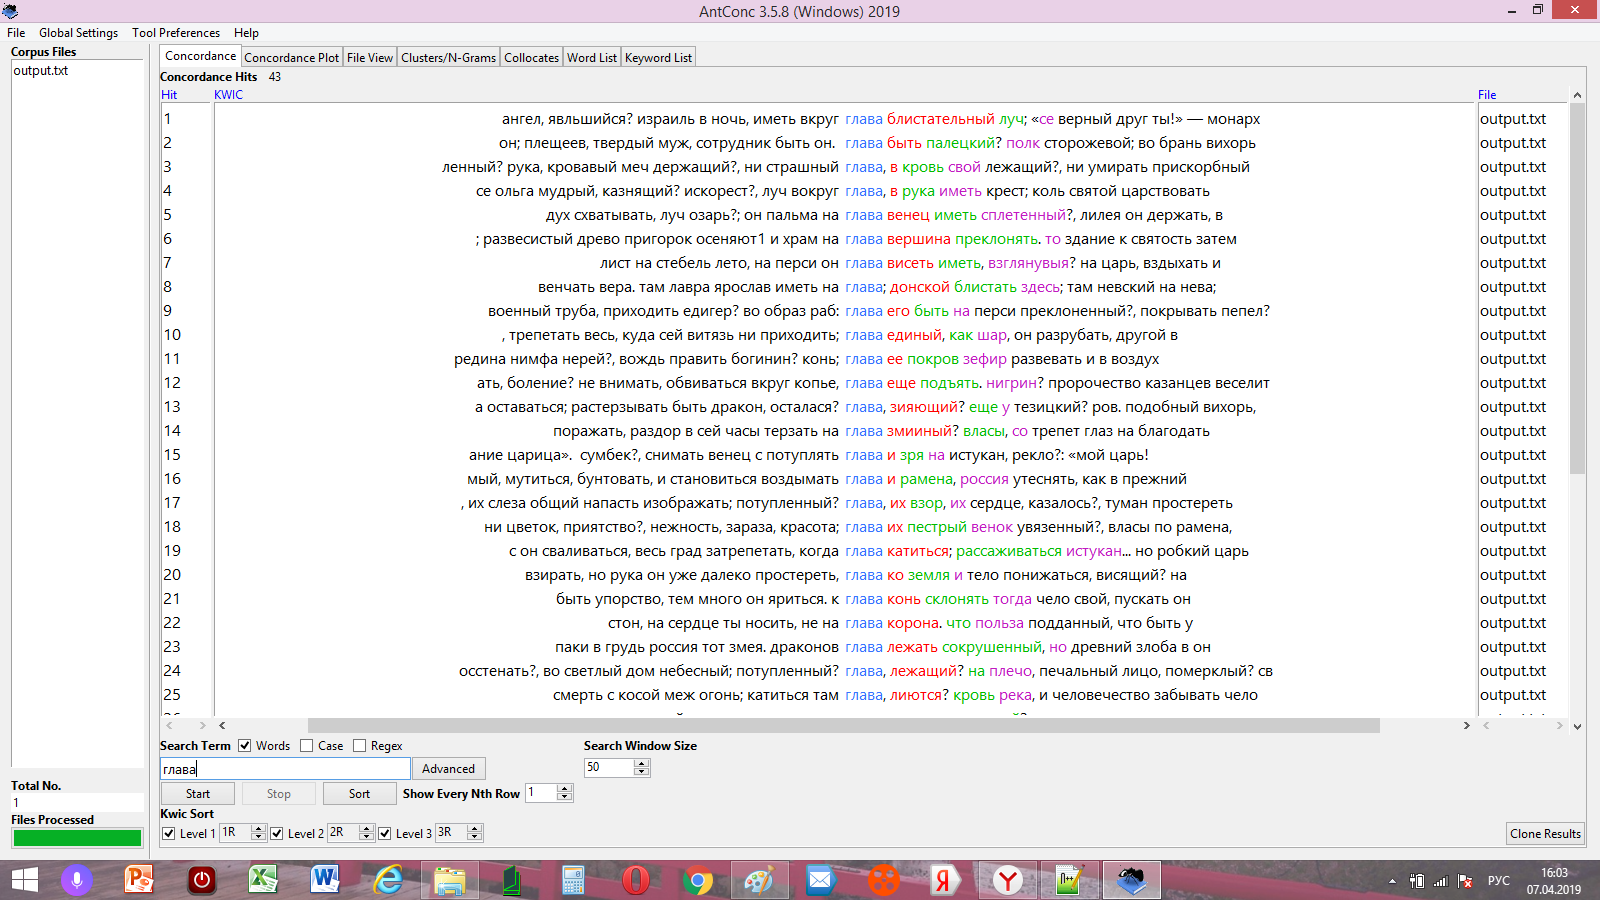 AntConc 3.5.8 (Windows) 2019
File Global Settings Tool Preferences Help
Corpus Files
output.txt
Total No.
1
Files Processed
Concordance Concordance Plot File View Clusters/N-Grams Collocates Word List Keyword List
Concordance Hits 43
Hit KWIC File
1 ангел, явльшийся? израиль в ночь, иметь вкруг глава блистательный луч; «се верный друг ты!» — монарх output.txt
2 он; плещеев, твердый муж, сотрудник быть он. глава быть палецкий? полк сторожевой; во брань вихорь output.txt
3 ленный? рука, кровавый меч держащий?, ни страшный глава, в кровь свой лежащий?, ни умирать прискорбный output.txt
4 се ольга мудрый, казнящий? искорест?, луч вокруг глава, в рука иметь крест; коль святой царствовать output.txt
5 дух схватывать, луч озарь?; он пальма на глава венец иметь сплетенный?, лилея он держать, в output.txt
6 ; развесистый древо пригорок осеняют1 и храм на глава вершина преклонять. то здание к святость затем output.txt
7 лист на стебель лето, на перси он глава висеть иметь, взглянувыя? на царь, вздыхать и output.txt
8 венчать вера. там лавра ярослав иметь на глава; донской блистать здесь; там невский на нева; output.txt
9 военный труба, приходить едигер? во образ раб: глава его быть на перси преклоненный?, покрывать пепел? output.txt
10 , трепетать весь, куда сей витязь ни приходить; глава единый, как шар, он разрубать, другой в output.txt
11 редина нимфа нерей?, вождь править богинин? конь; глава ее покров зефир развевать и в воздух output.txt
12 ать, боление? не внимать, обвиваться вкруг копье, глава еще подъять. нигрин? пророчество казанцев веселит output.txt
13 а оставаться; растерзывать быть дракон, осталася? глава, зияющий? еще у тезицкий? ров. подобный вихорь, output.txt
14 поражать, раздор в сей часы терзать на глава змииный? власы, со трепет глаз на благодать output.txt
15 ание царица». сумбек?, снимать венец с потуплять глава и зря на истукан, рекло?: «мой царь! output.txt
16 мый, мутиться, бунтовать, и становиться воздымать глава и рамена, россия утеснять, как в прежний output.txt
17 , их слеза общий напасть изображать; потупленный? глава, их взор, их сердце, казалось?, туман простереть output.txt
18 ни цветок, приятство?, нежность, зараза, красота; глава их пестрый венок увязенный?, власы по рамена, output.txt
19 с он сваливаться, весь град затрепетать, когда глава катиться; рассаживаться истукан... но робкий царь output.txt
20 взирать, но рука он уже далеко простереть, глава ко земля и тело понижаться, висящий? на output.txt
21 быть упорство, тем много он яриться. к глава конь склонять тогда чело свой, пускать он output.txt
22 стон, на сердце ты носить, не на глава корона. что польза подданный, что быть у output.txt
23 паки в грудь россия тот змея. драконов глава лежать сокрушенный, но древний злоба в он output.txt
24 осстенать?, во светлый дом небесный; потупленный? глава, лежащий? на плечо, печальный лицо, померклый? св output.txt
25 смерть с косой меж огонь; катиться там глава, лиются? кровь река, и человечество забывать чело output.txt
Search Term Words Case Regex Search Window Size
глава Advanced 50
Start Stop Sort Show Every Nth Row 1
Kwic Sort
Level 1 1R Level 2 2R Level 3 3R Clone Results
РУС 16:03
07.04.2019